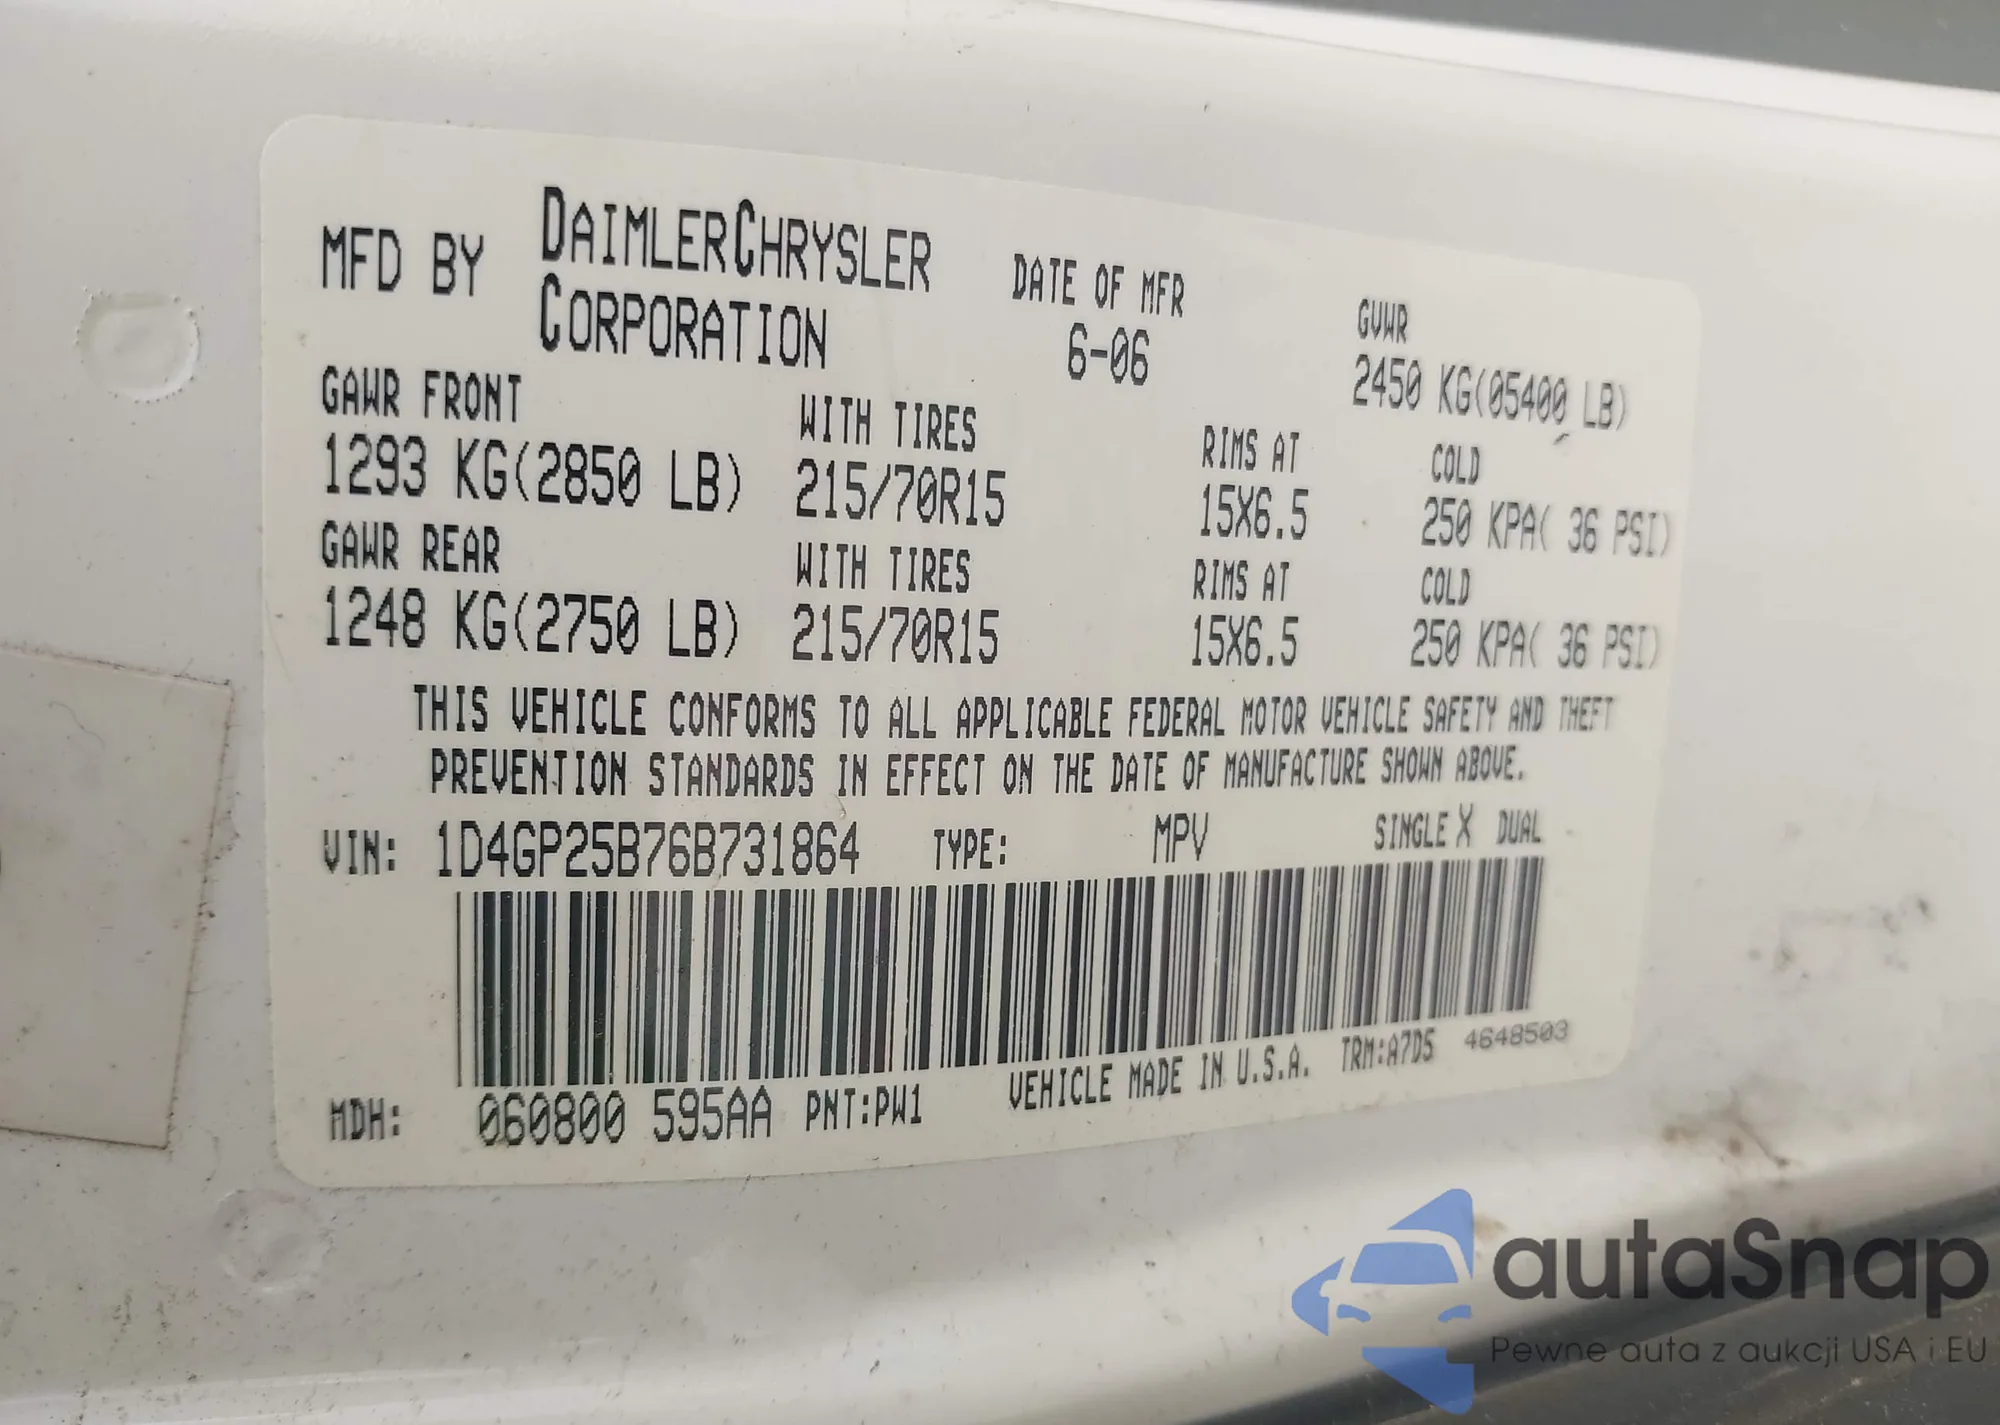 MFD BY DAIMLERCHRYSLER CORPORATION DATE OF MFR 6-06 GVWR 2450 KG(05400 LB)
GAWR FRONT WITH TIRES RIMS AT COLD
1293 KG(2850 LB) 215/70R15 15X6.5 250 KPA( 36 PSI)
GAWR REAR WITH TIRES RIMS AT COLD
1248 KG(2750 LB) 215/70R15 15X6.5 250 KPA( 36 PSI)
THIS VEHICLE CONFORMS TO ALL APPLICABLE FEDERAL MOTOR VEHICLE SAFETY AND THEFT
PREVENTION STANDARDS IN EFFECT ON THE DATE OF MANUFACTURE SHOWN ABOVE.
VIN: 1D4GP25B76B731864 TYPE: MPV SINGLE X DUAL
MDH: 060800 595AA PNT:PW1 VEHICLE MADE IN U.S.A. TRM:A7D5 4648503
autaSnap
Pewne auta z aukcji USA i EU